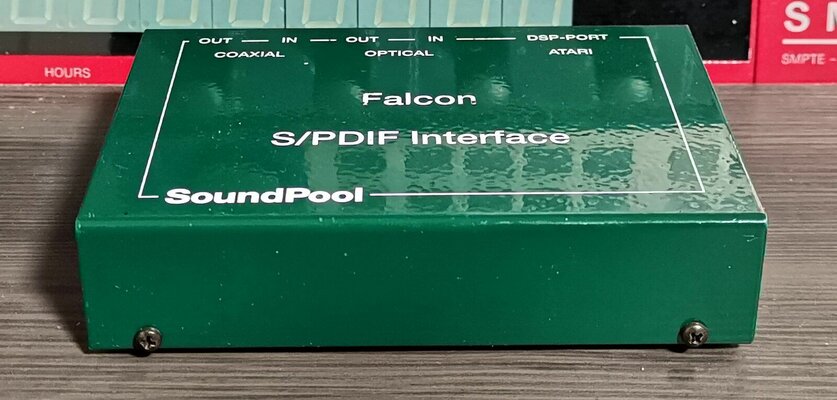 OUT IN OUT IN DSP-PORT
COAXIAL OPTICAL ATARI
Falcon
S/PDIF Interface
SoundPool
HOURS
S
SMPTE -